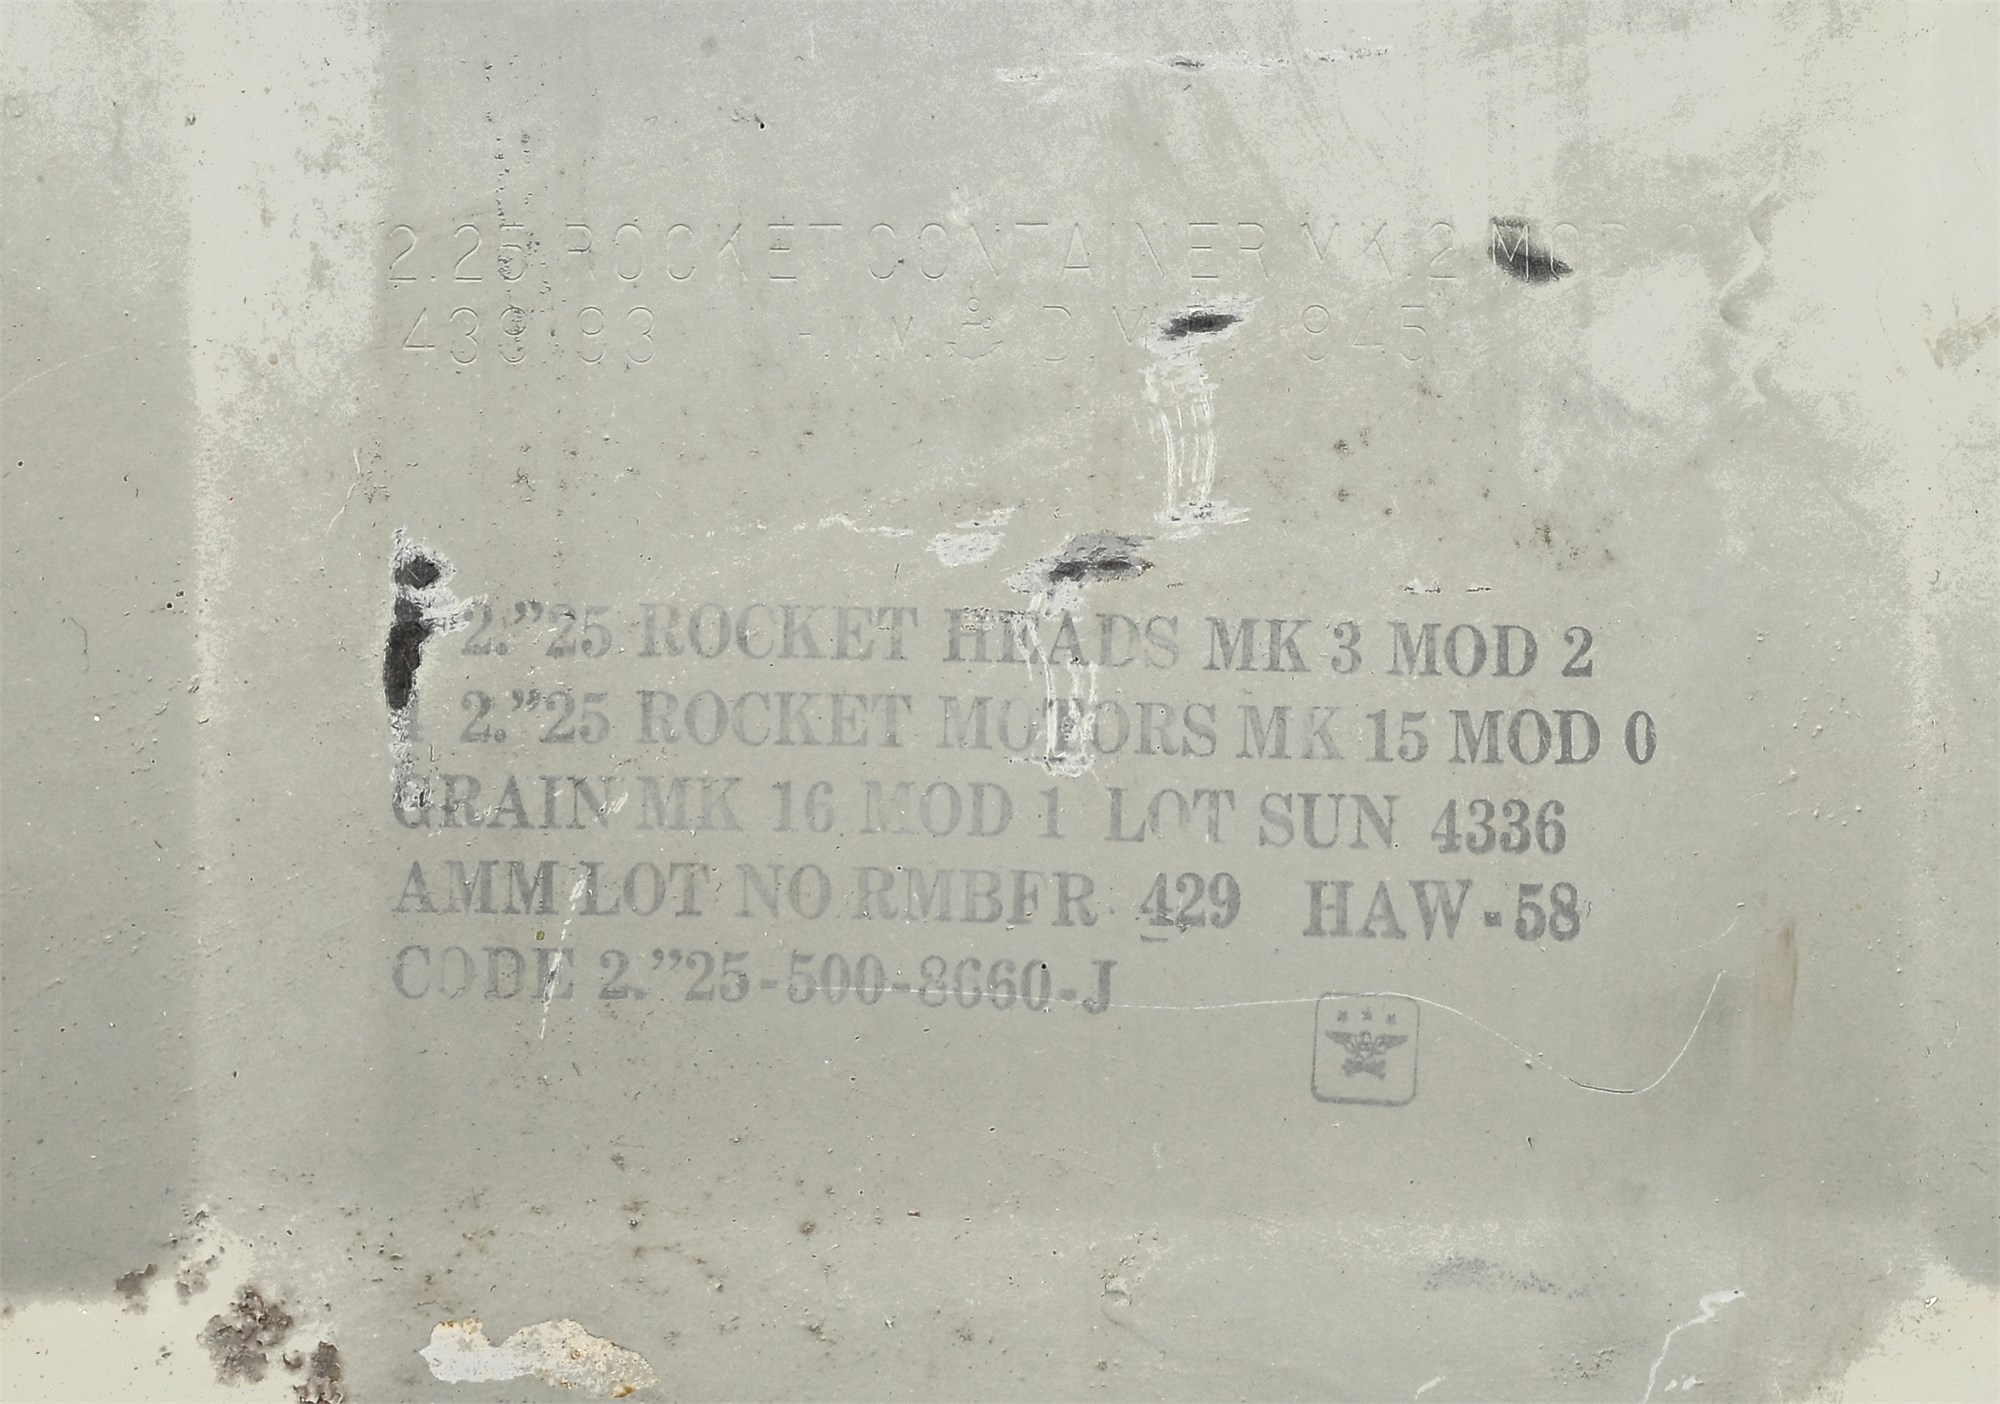 2.25 ROCKET CONTAINER MK 2 MOD
1945
2.”25 ROCKET HEADS MK 3 MOD 2
2.”25 ROCKET MOTORS MK 15 MOD 0
GRAIN MK 16 MOD 1 LOT SUN 4336
AMM LOT NO RMBFR 429 HAW-58
CODE 2.”25-500-8660-J